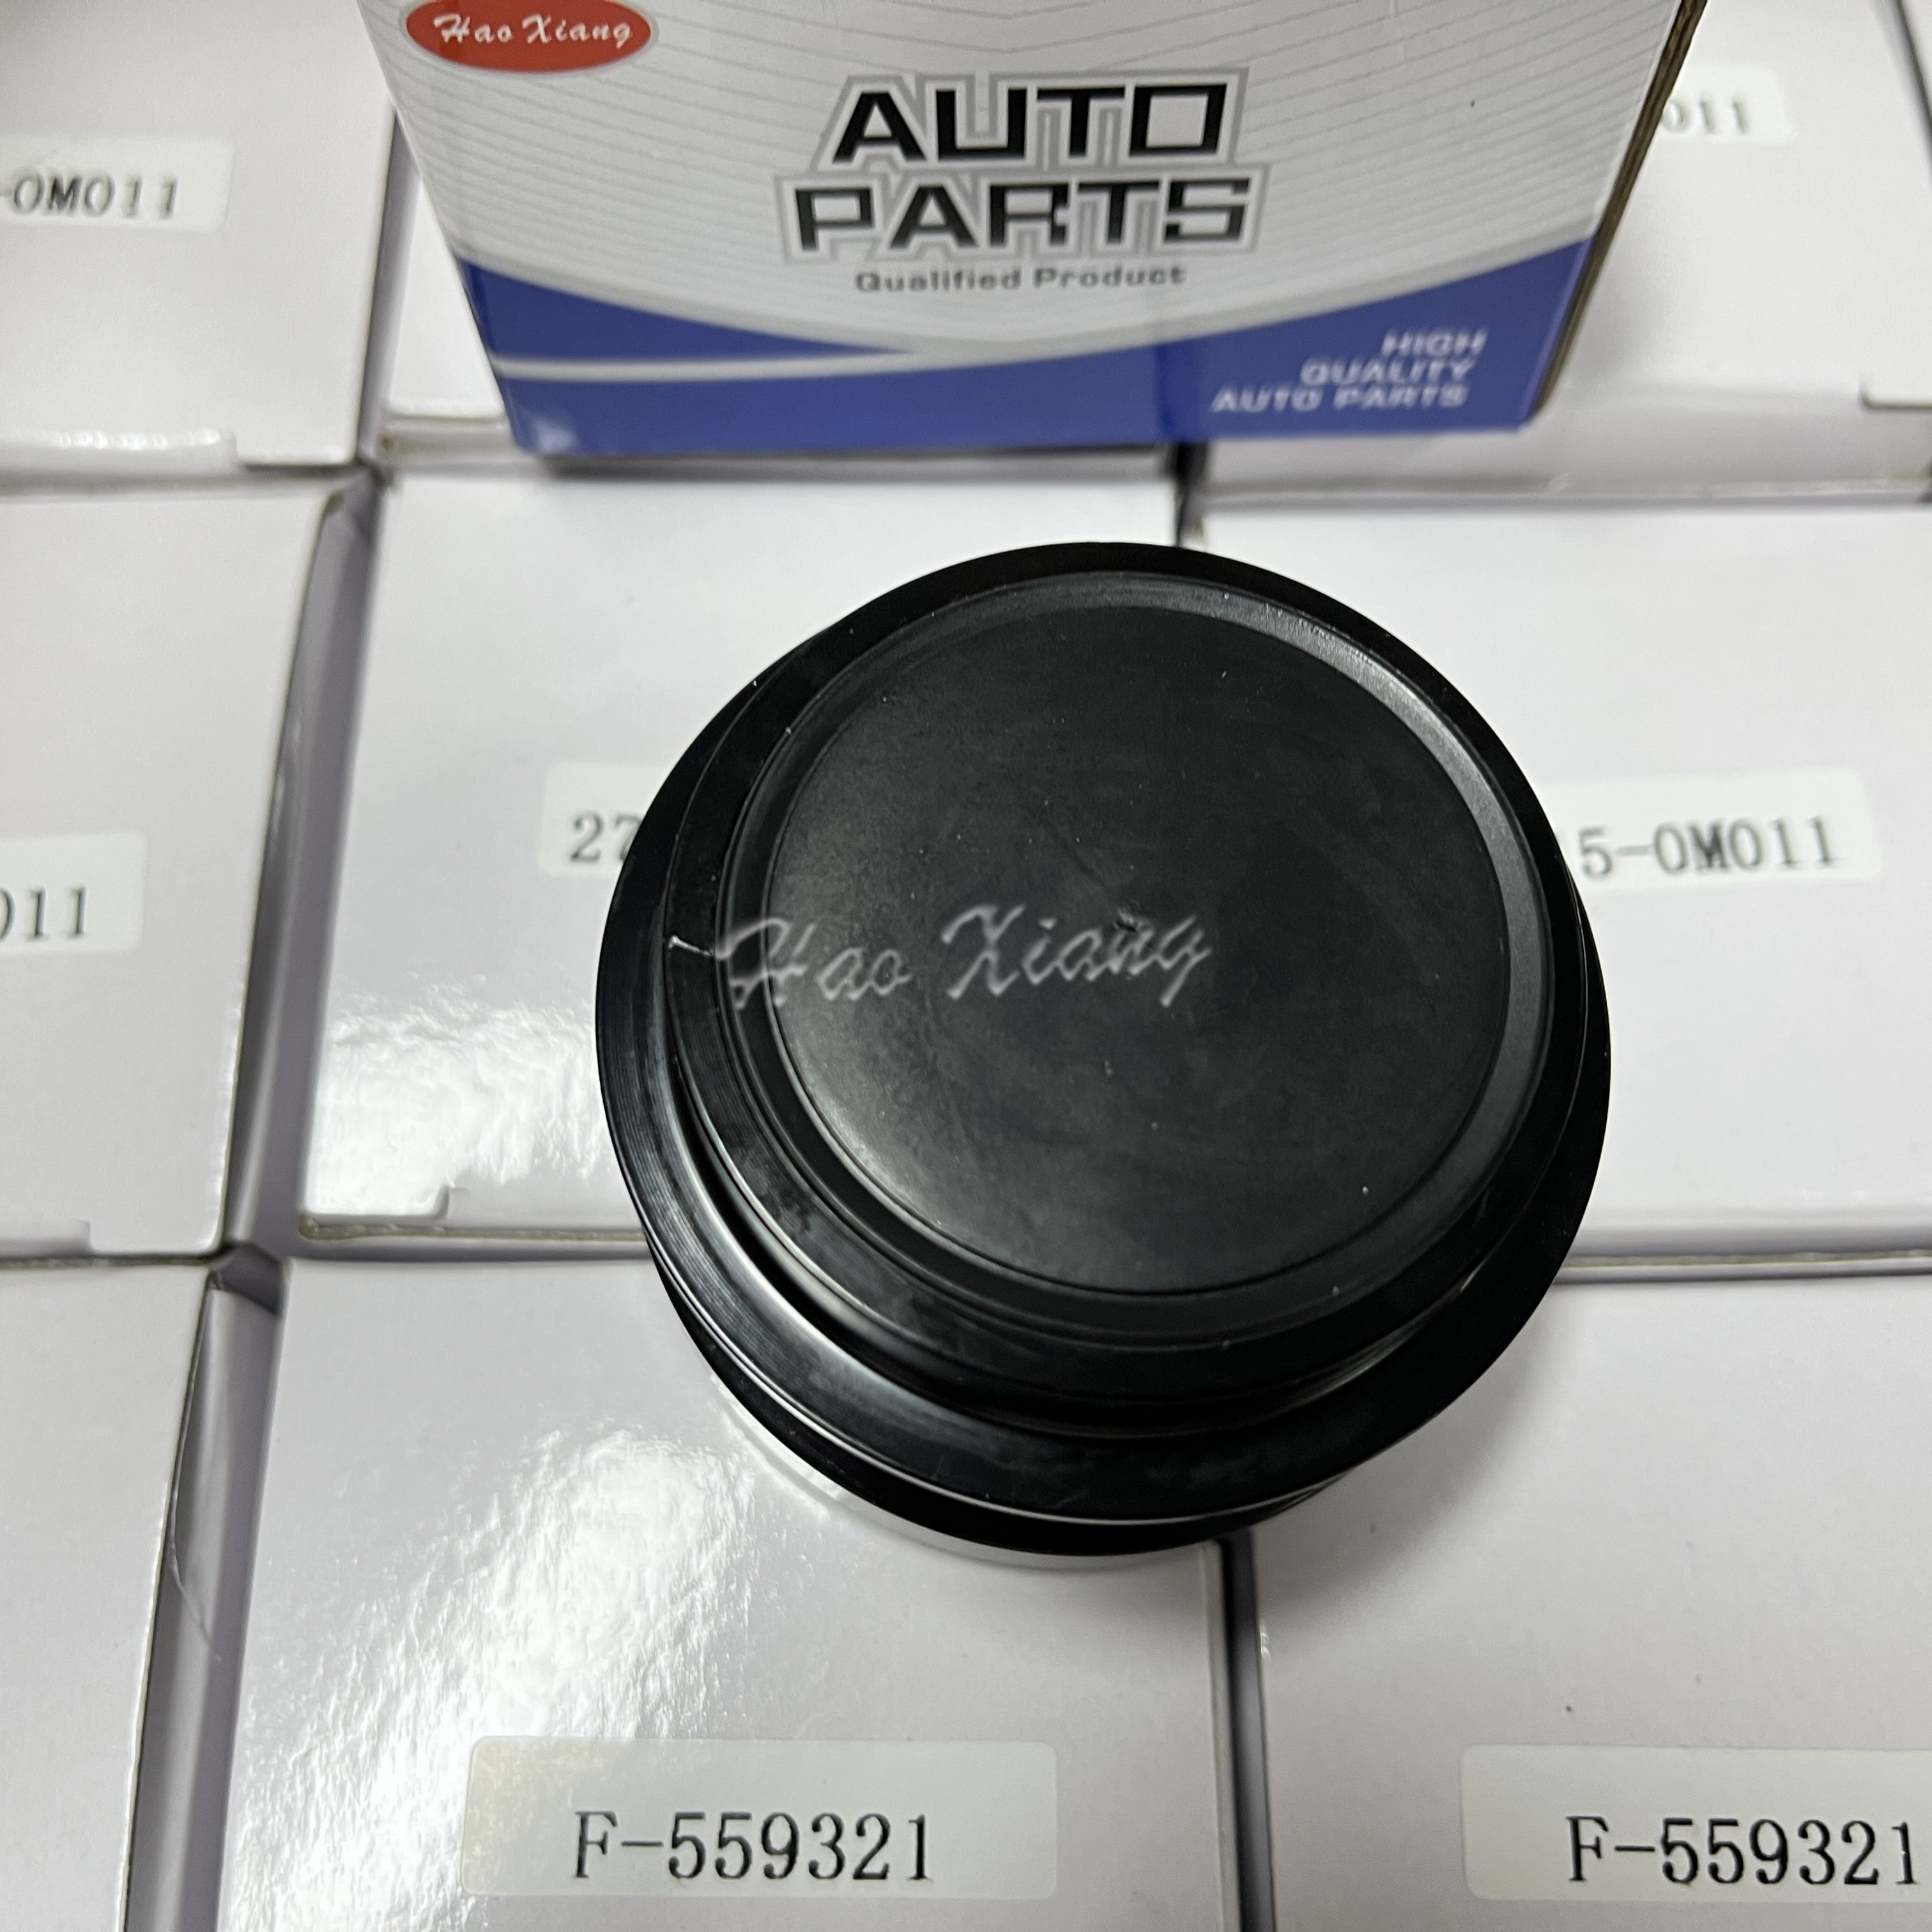 Hao Xiang
AUTO
PARTS
Qualified Product
HIGH
QUALITY
AUTO PARTS
-0M011
011
27
5-0M011
011
Hao Xiang
F-559321
F-559321